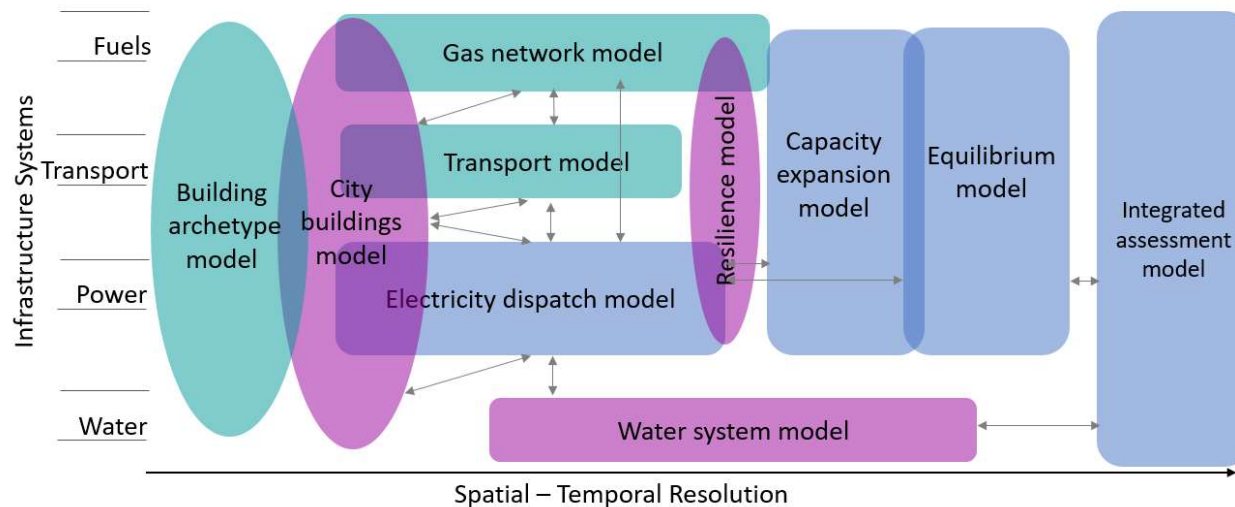 Fuels
Transport
Power
Water
Infrastructure Systems
Building
archetype
model
City
buildings
model
Gas network model
Transport model
Electricity dispatch model
Resilience model
Capacity
expansion
model
Equilibrium
model
Integrated
assessment
model
Water system model
Spatial – Temporal Resolution